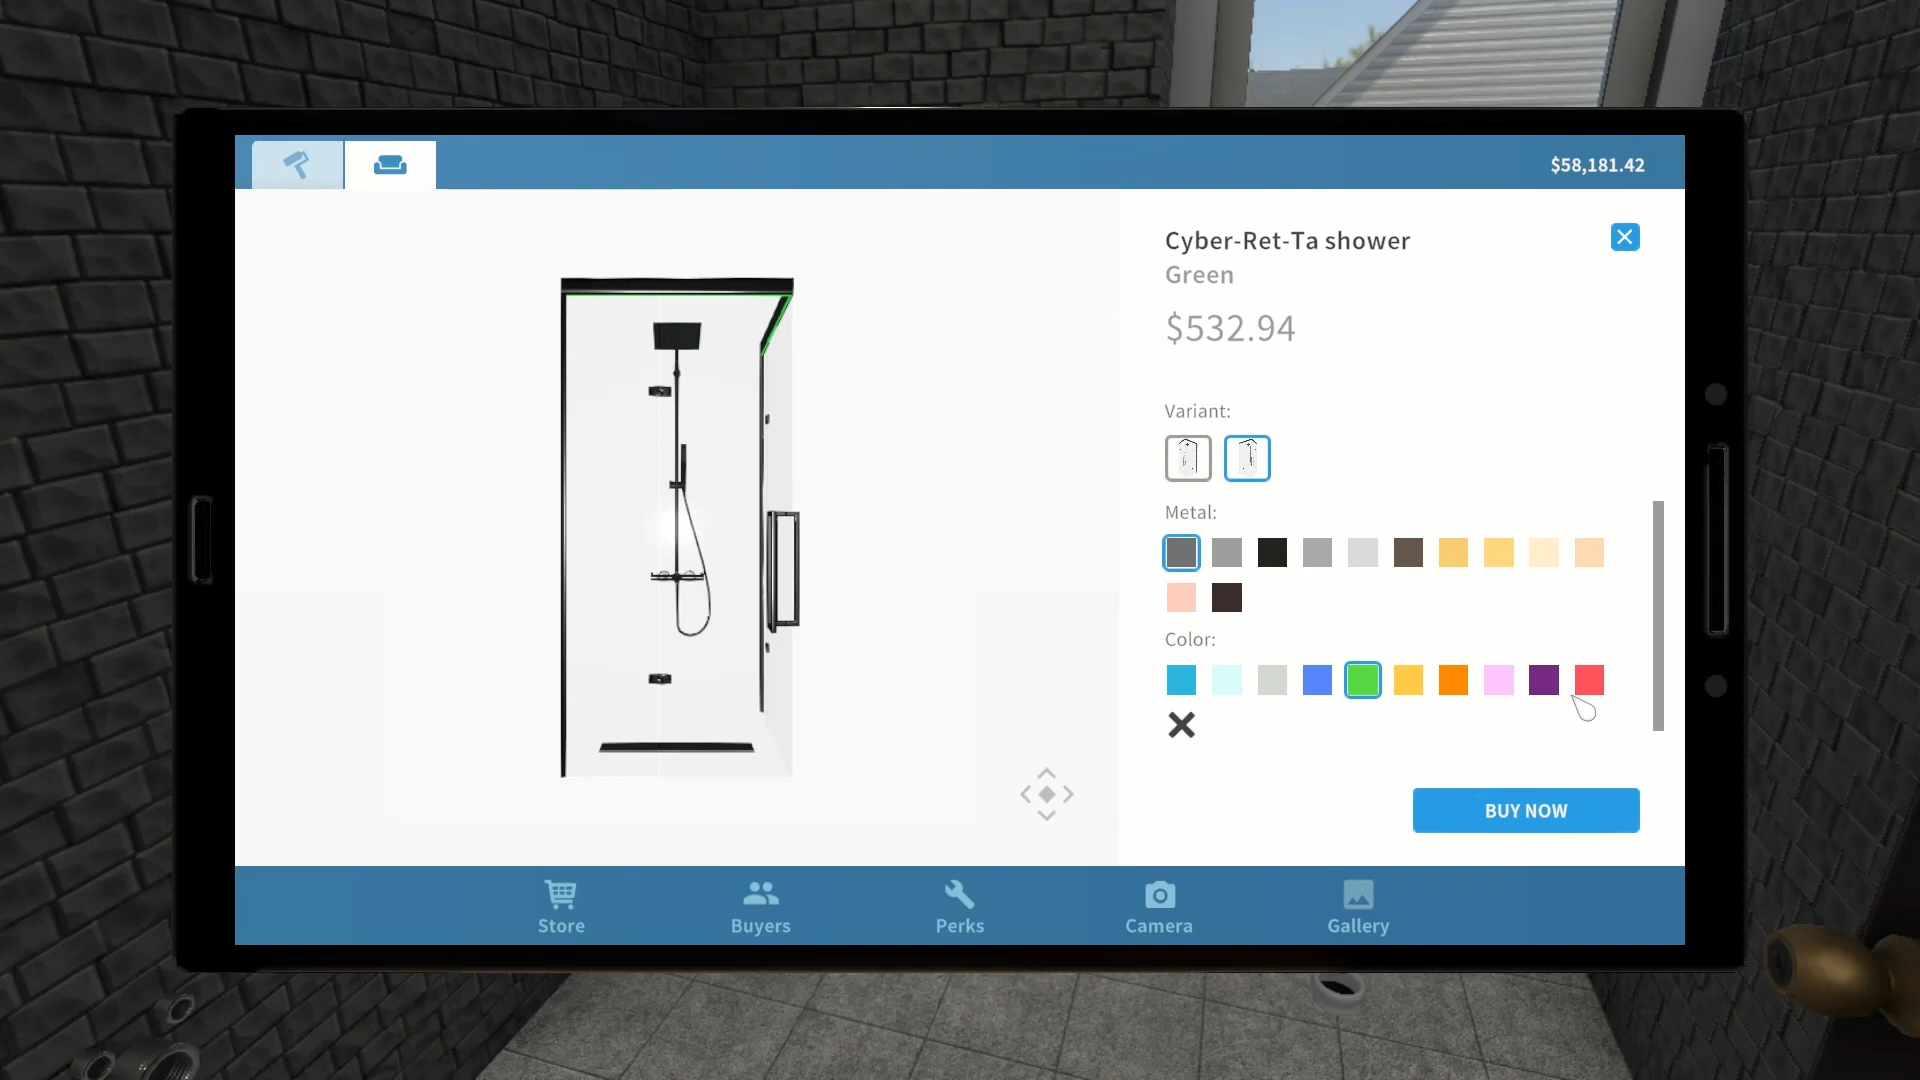 $58,181.42
Cyber-Ret-Ta shower
Green
$532.94
Variant:
Metal:
Color:
BUY NOW
Store
Buyers
Perks
Camera
Gallery